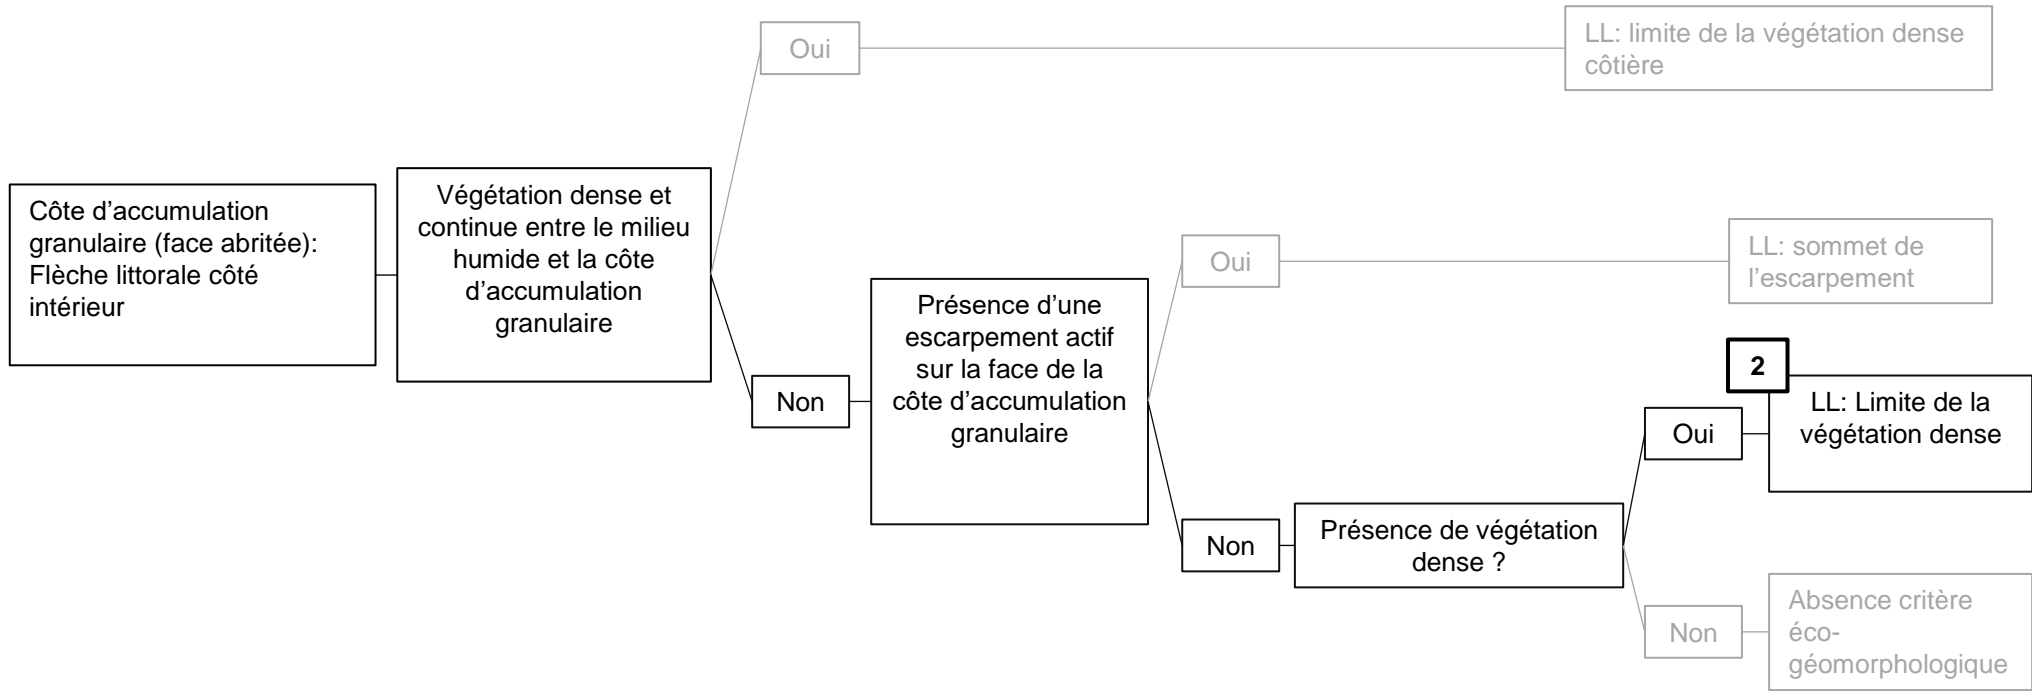 Oui
LL: limite de la végétation dense
côtière
Côte d’accumulation
granulaire (face abritée):
Flèche littorale côté
intérieur
Végétation dense et
continue entre le milieu
humide et la côte
d’accumulation
granulaire
Non
Présence d’une
escarpement actif
sur la face de la
côte d’accumulation
granulaire
Oui
LL: sommet de
l’escarpement
Non
Présence de végétation
dense ?
Oui
2
LL: Limite de la
végétation dense
Non
Absence critère
éco-
géomorphologique